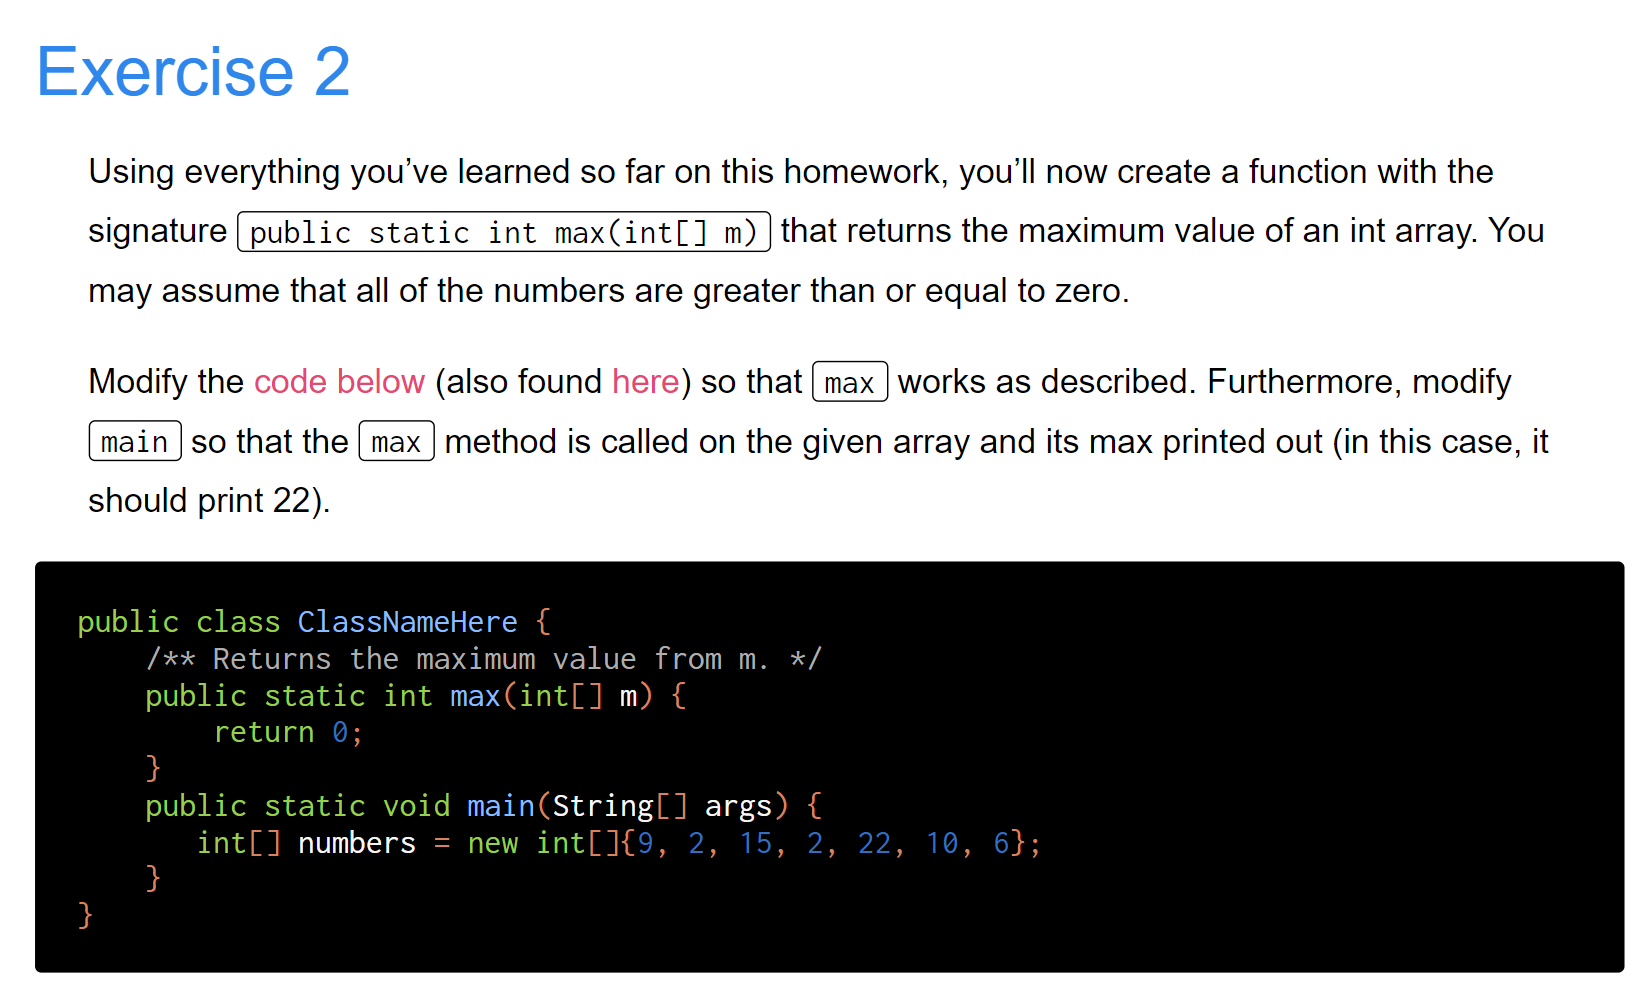 Exercise 2
Using everything you’ve learned so far on this homework, you’ll now create a function with the
signature public static int max(int[] m) that returns the maximum value of an int array. You
may assume that all of the numbers are greater than or equal to zero.
Modify the code below (also found here) so that max works as described. Furthermore, modify
main so that the max method is called on the given array and its max printed out (in this case, it
should print 22).
public class ClassNameHere {
    /** Returns the maximum value from m. */
    public static int max(int[] m) {
        return 0;
    }
    public static void main(String[] args) {
       int[] numbers = new int[]{9, 2, 15, 2, 22, 10, 6};
    }
}